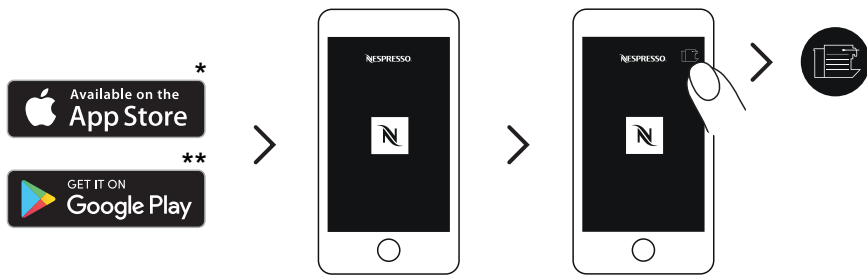 *
Available on the
App Store
**
GET IT ON
Google Play
NESPRESSO
N
NESPRESSO
N